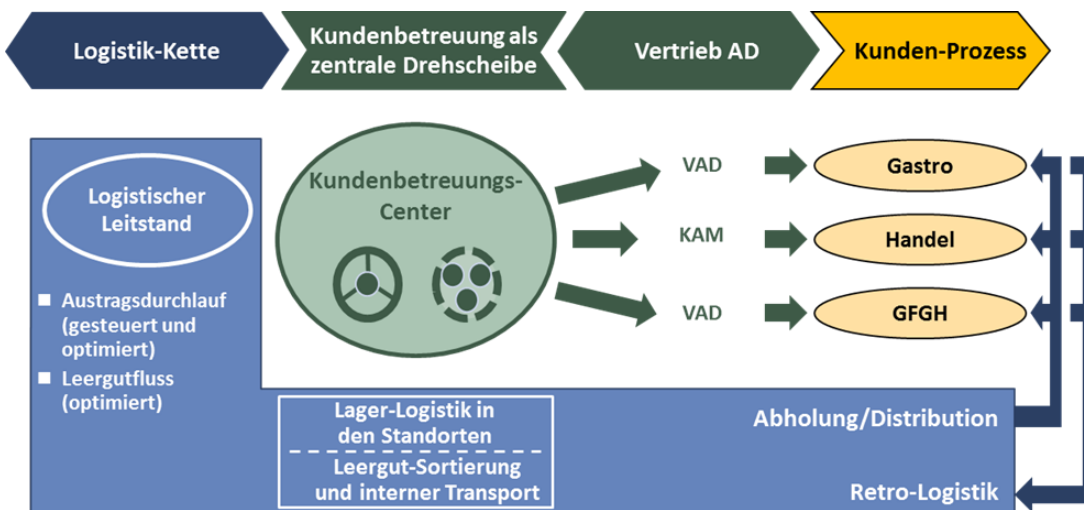 Logistik-Kette
Kundenbetreuung als
zentrale Drehscheibe
Vertrieb AD
Kunden-Prozess
Logistischer
Leitstand
Austragsdurchlauf
(gesteuert und
optimiert)
Leergutfluss
(optimiert)
Kundenbetreuungs-
Center
VAD
Gastro
KAM
Handel
VAD
GFGH
Lager-Logistik in
den Standorten
Leergut-Sortierung
und interner Transport
Abholung/Distribution
Retro-Logistik